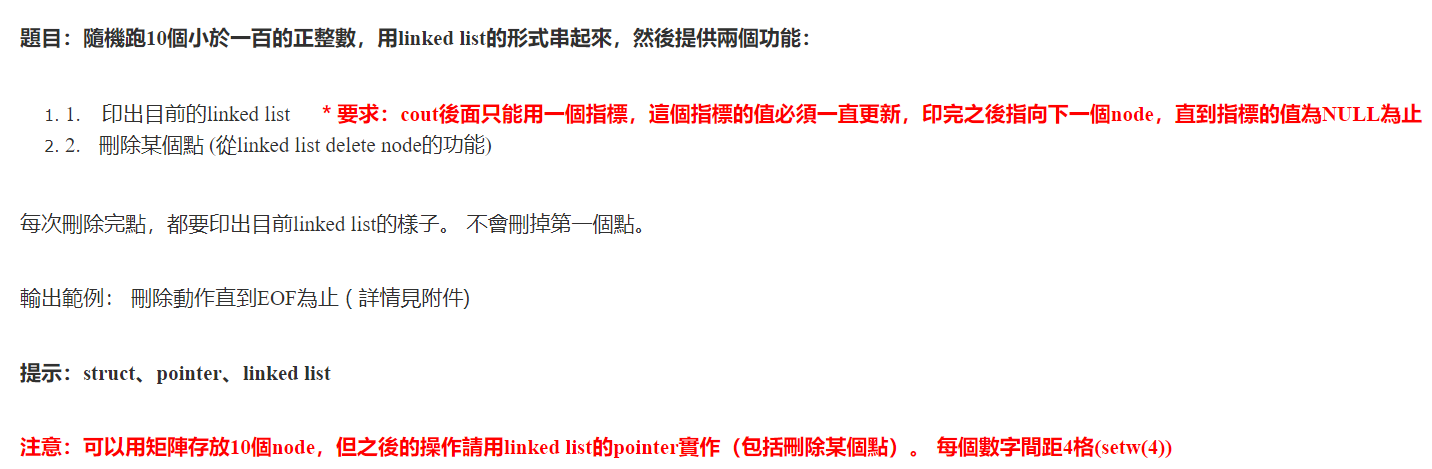 題目：隨機跑10個小於一百的正整數，用linked list的形式串起來，然後提供兩個功能：
1. 1. 印出目前的linked list * 要求：cout後面只能用一個指標，這個指標的值必須一直更新，印完之後指向下一個node，直到指標的值為NULL為止
2. 2. 刪除某個點 (從linked list delete node的功能)
每次刪除完點，都要印出目前linked list的樣子。 不會刪掉第一個點。
輸出範例： 刪除動作直到EOF為止 ( 詳情見附件)
提示：struct、pointer、linked list
注意：可以用矩陣存放10個node，但之後的操作請用linked list的pointer實作（包括刪除某個點）。 每個數字間距4格(setw(4))